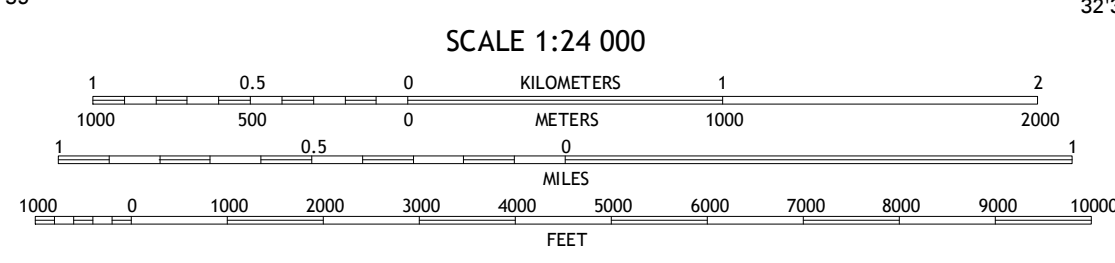 SCALE 1:24 000
1 0.5 0 KILOMETERS 1 2
1000 500 0 METERS 1000 2000
1 0.5 0 1
MILES
1000 0 1000 2000 3000 4000 5000 6000 7000 8000 9000 10000
FEET